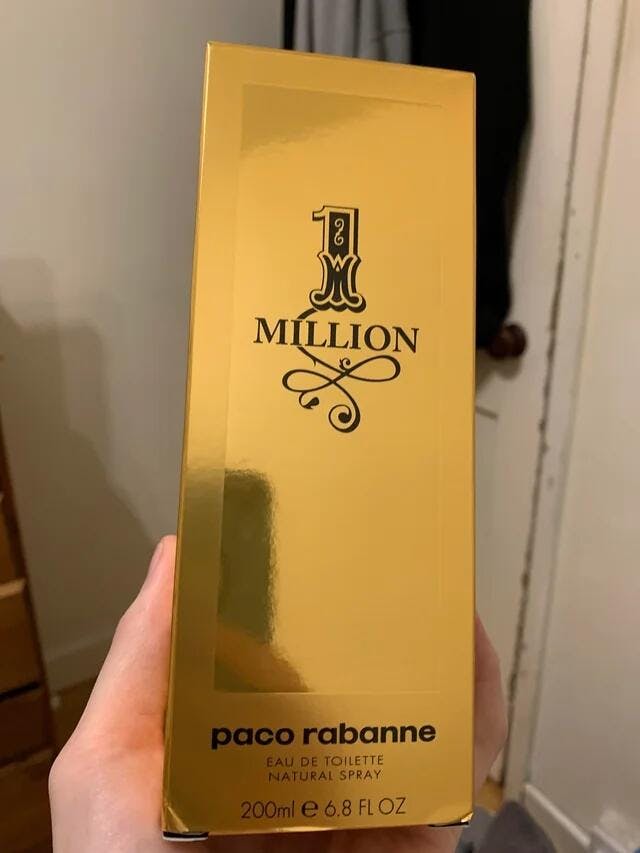 1
MILLION
paco rabanne
EAU DE TOILETTE
NATURAL SPRAY
200ml ℮ 6.8 FL OZ